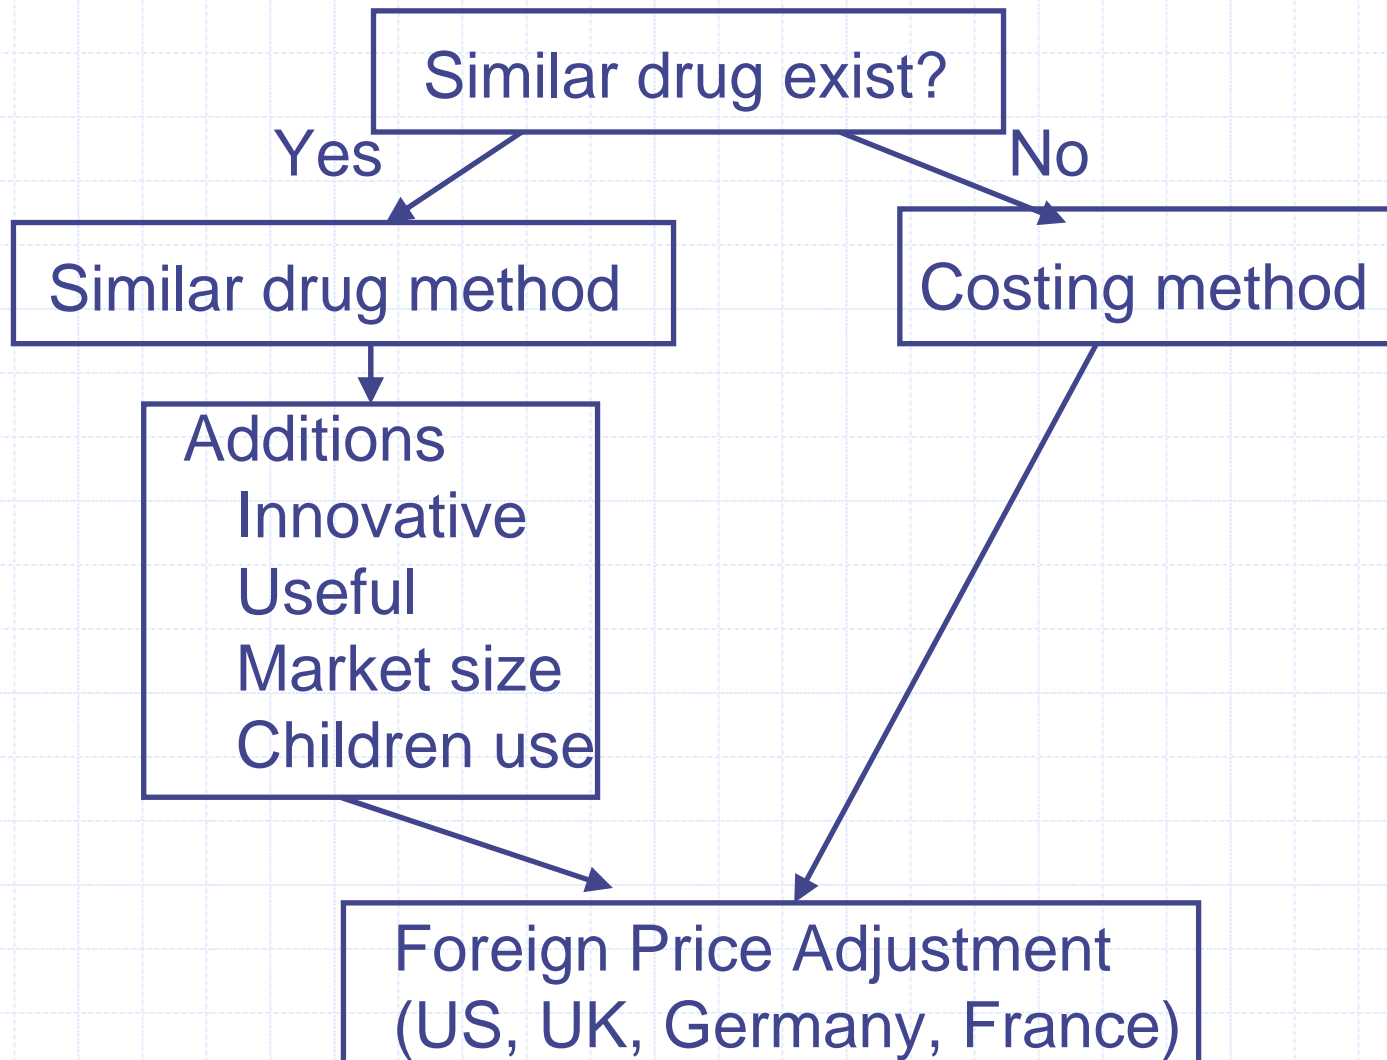 Similar drug exist?
Yes
No
Similar drug method
Costing method
Additions
Innovative
Useful
Market size
Children use
Foreign Price Adjustment
(US, UK, Germany, France)